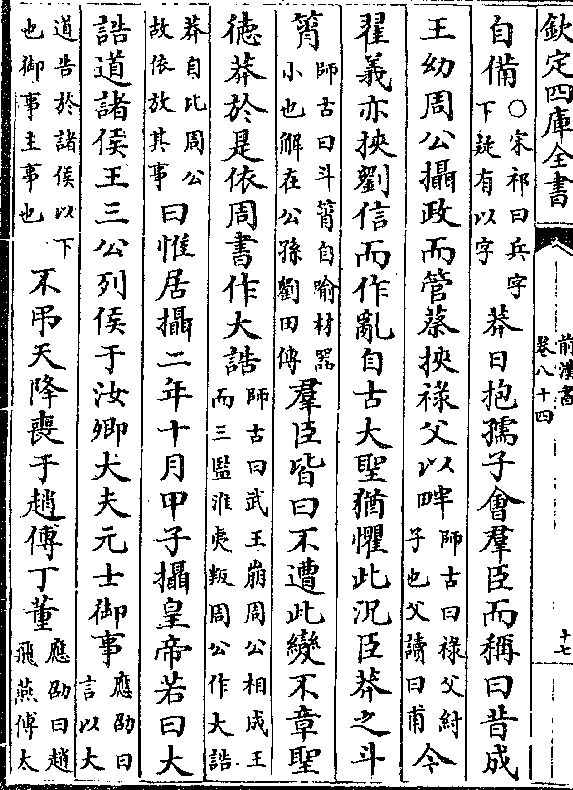 欽定四庫全書
前漢書
卷八十四
十七
自備
○宋祁曰兵字
下疑有以字
莽日抱孺子會羣臣而稱曰昔成
王幼周公攝政而管蔡挾祿父以畔
師古曰祿父紂
子也父讀曰甫
今
翟義亦挾劉信而作亂自古大聖猶懼此況臣莽之斗
筲
師古曰斗筲自喻材器
小也解在公孫劉田傳
羣臣皆曰不遭此變不章聖
德莽於是依周書作大誥
師古曰武王崩周公相成王
而三監淮夷叛周公作大誥
莽自比周公
故依放其事
曰惟居攝二年十月甲子攝皇帝若曰大
誥道諸侯王三公列侯于汝卿大夫元士御事
應劭曰
言以大
道告於諸侯以下
也御事主事也
不弔天降喪于趙傅丁董
應劭曰趙
飛燕傅太